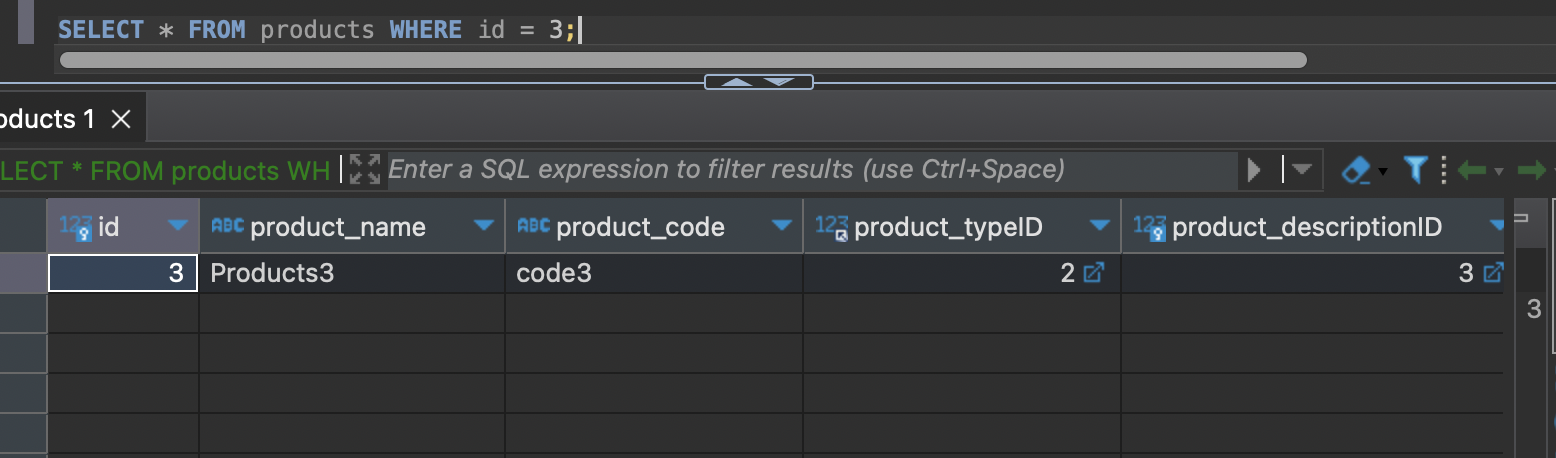 SELECT * FROM products WHERE id = 3;
oducts 1
LECT * FROM products WH Enter a SQL expression to filter results (use Ctrl+Space)
123 id ABC product_name ABC product_code 123 product_typeID 123 product_descriptionID
3 Products3 code3 2 3
3